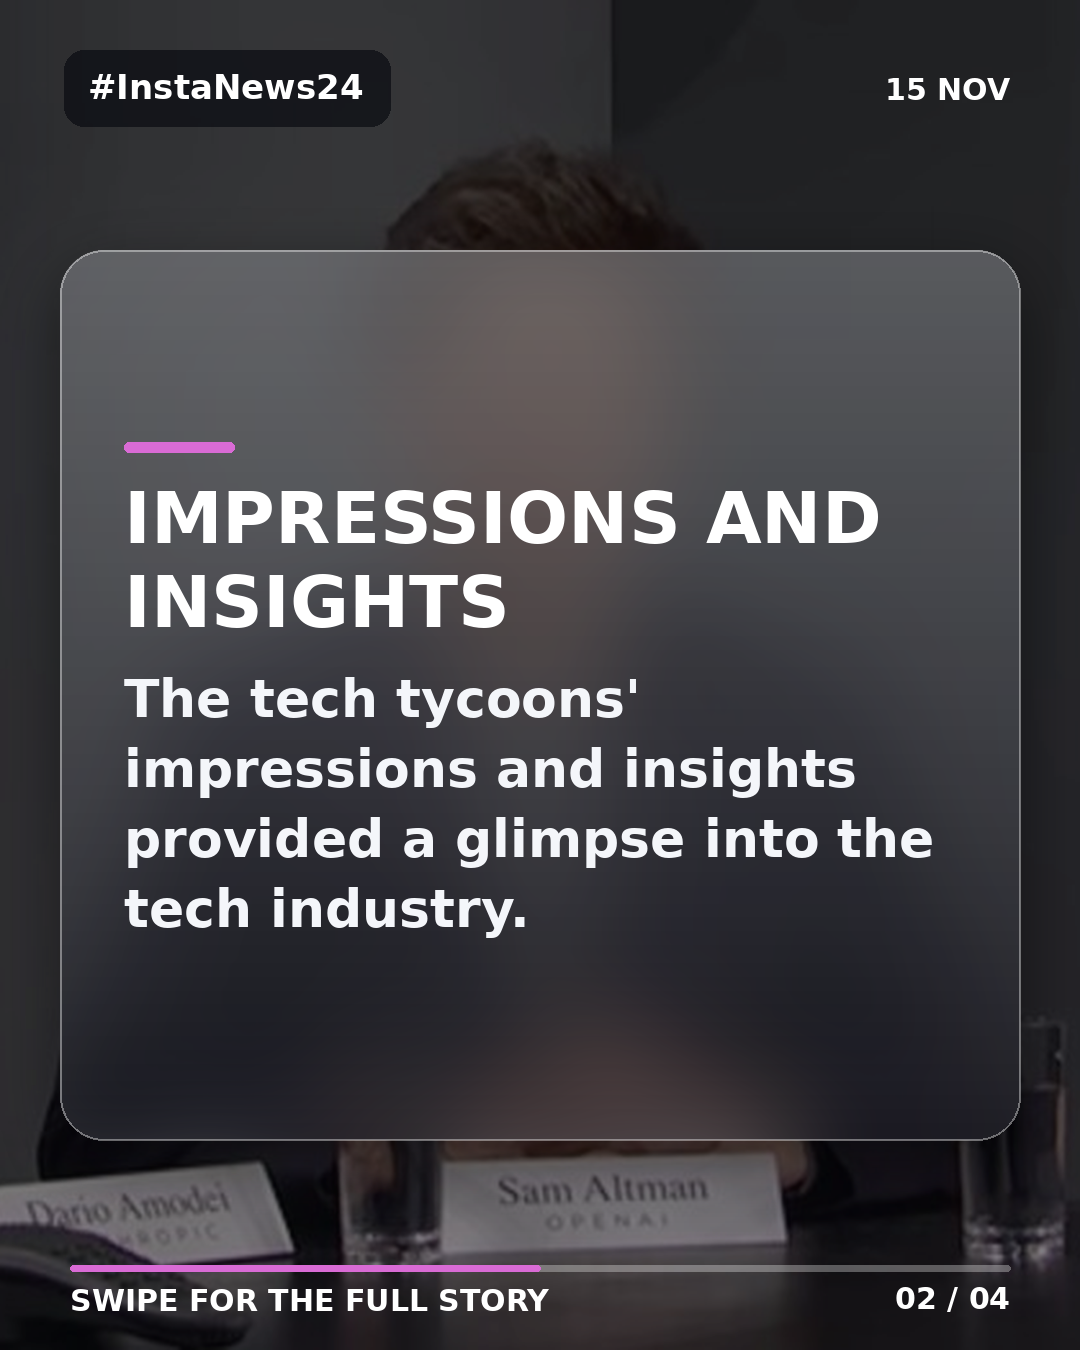 #InstaNews24
15 NOV
IMPRESSIONS AND
INSIGHTS
The tech tycoons'
impressions and insights
provided a glimpse into the
tech industry.
Dario Amodei
Sam Altman
OPENAI
SWIPE FOR THE FULL STORY
02 / 04